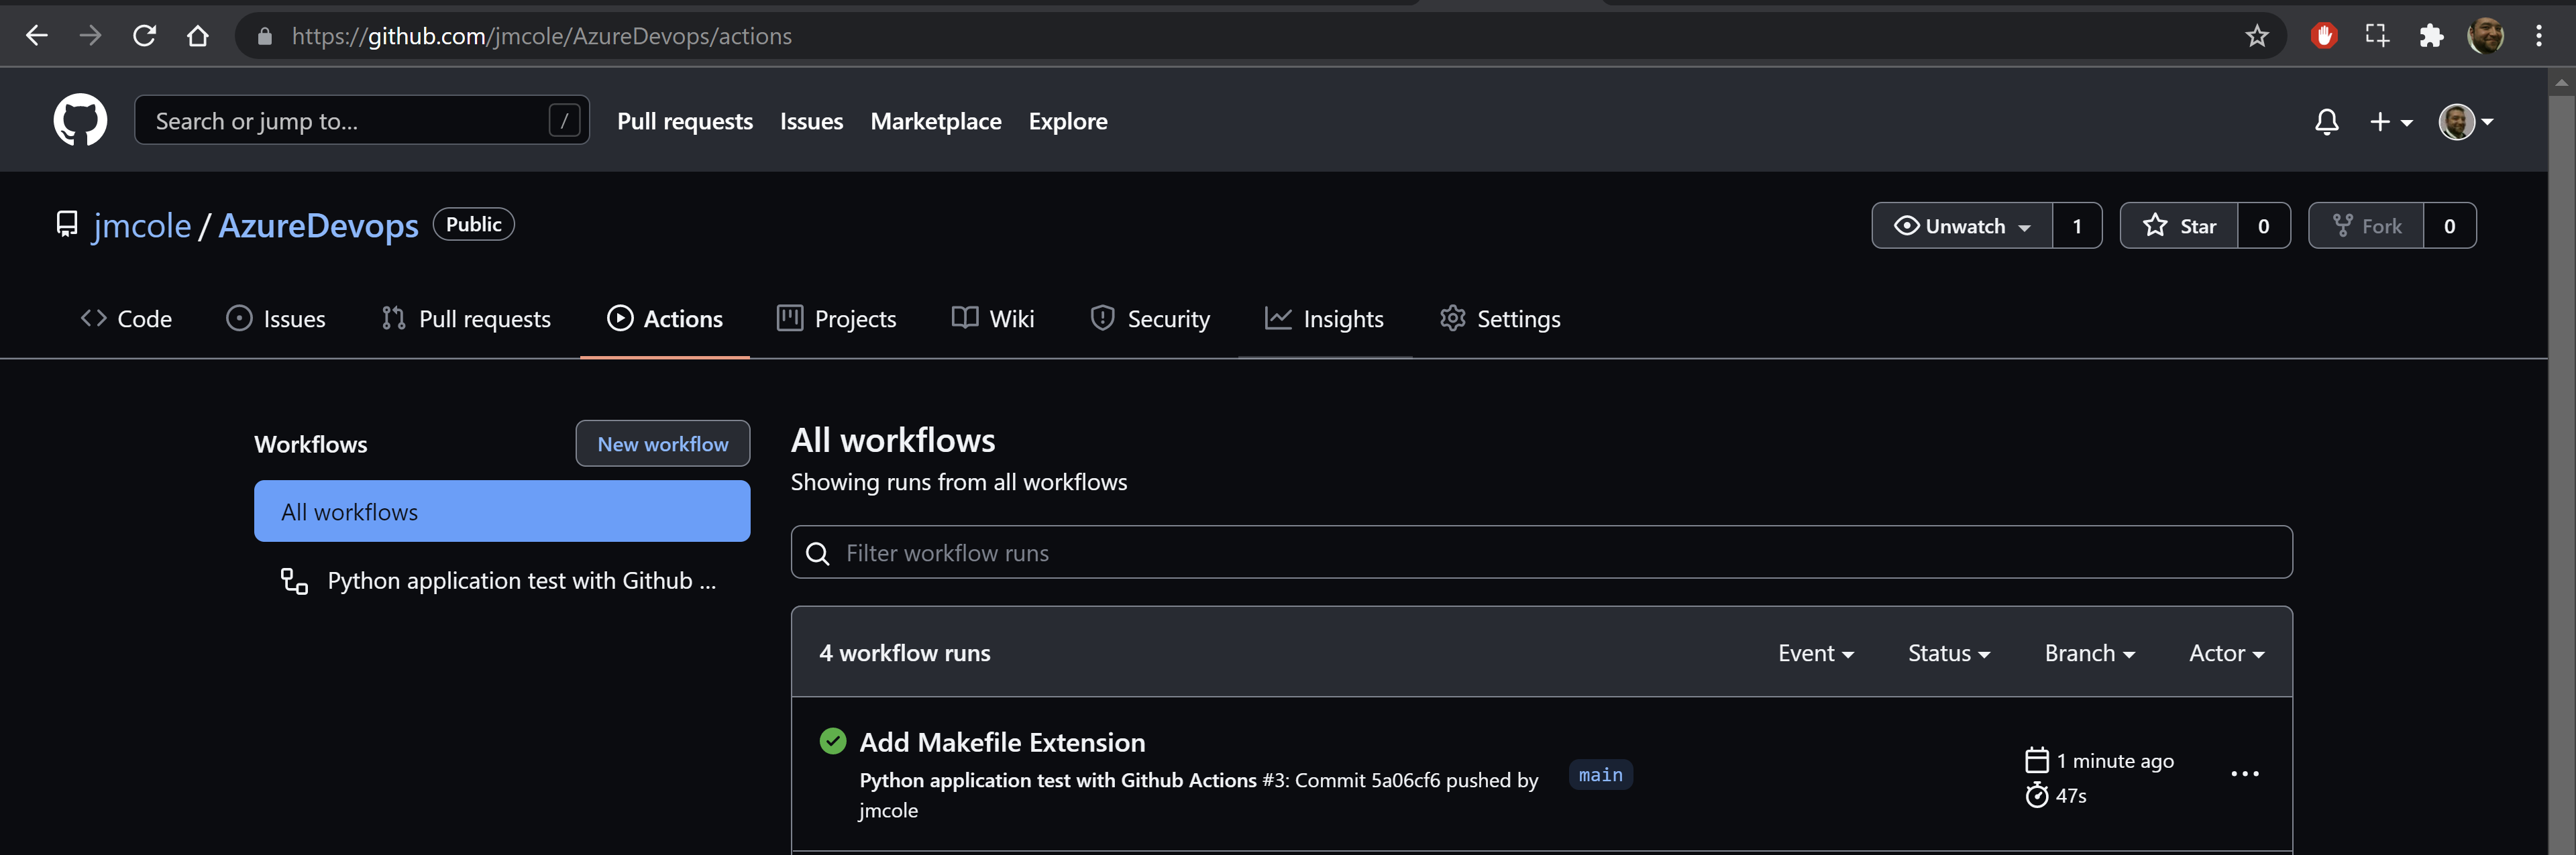 https://github.com/jmcole/AzureDevops/actions
Search or jump to... /
Pull requests Issues Marketplace Explore
jmcole / AzureDevops Public
Unwatch 1 Star 0 Fork 0
Code Issues Pull requests Actions Projects Wiki Security Insights Settings
Workflows New workflow
All workflows
Python application test with Github ...
All workflows
Showing runs from all workflows
Filter workflow runs
4 workflow runs Event Status Branch Actor
Add Makefile Extension
Python application test with Github Actions #3: Commit 5a06cf6 pushed by
jmcole
main
1 minute ago
47s